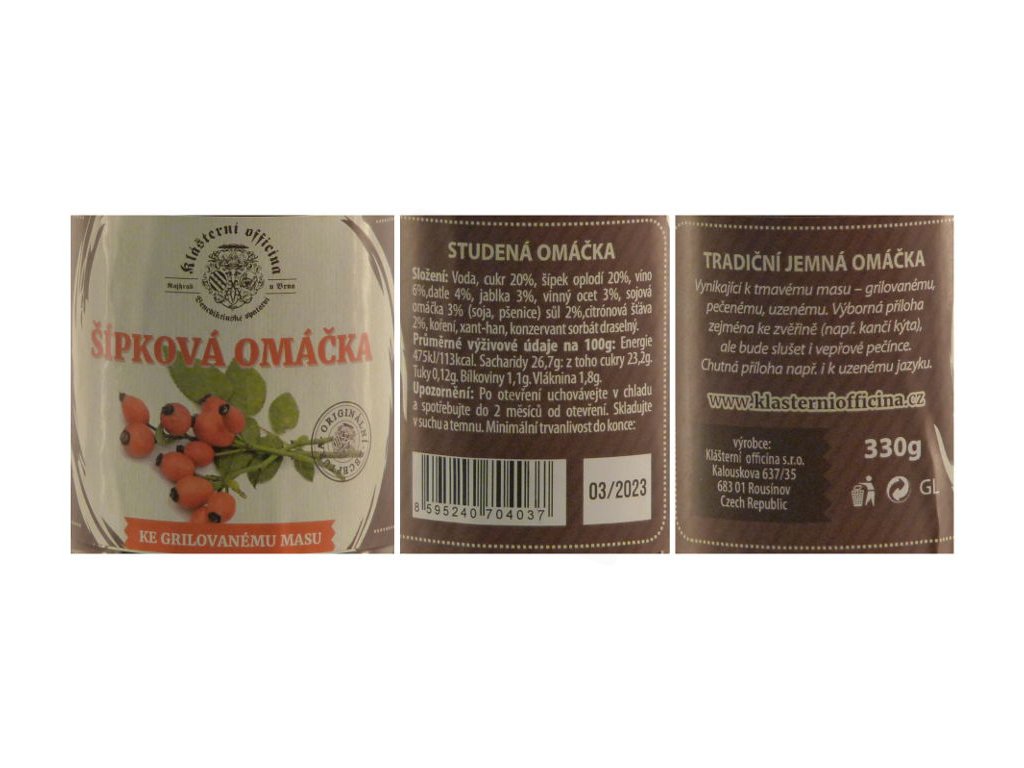 Klášterní officina
Rajhrad u Brna
Benediktinské opatství
ŠÍPKOVÁ OMÁČKA
ORIGINÁLNÍ RECEPT
KE GRILOVANÉMU MASU
STUDENÁ OMÁČKA
Složení: Voda, cukr 20%, šípek oplodí 20%, víno
6%,datle 4%, jablka 3%, vinný ocet 3%, sojová
omáčka 3% (soja, pšenice) sůl 2%,citrónová šťáva
2%, koření, xant-han, konzervant sorbát draselný.
Průměrné výživové údaje na 100g: Energie
475kJ/113kcal. Sacharidy 26,7g: z toho cukry 23,2g.
Tuky 0,12g. Bílkoviny 1,1g. Vláknina 1,8g.
Upozornění: Po otevření uchovávejte v chladu
a spotřebujte do 2 měsíců od otevření. Skladujte
v suchu a temnu. Minimální trvanlivost do konce:
8 595240 704037
03/2023
TRADIČNÍ JEMNÁ OMÁČKA
Vynikající k tmavému masu – grilovanému,
pečenému, uzenému. Výborná příloha
zejména ke zvěřině (např. kančí kýta),
ale bude slušet i vepřové pečínce.
Chutná příloha např. i k uzenému jazyku.
www.klasterniofficina.cz
výrobce:
Klášterní officina s.r.o.
Kalouskova 637/35
683 01 Rousínov
Czech Republic
330g
GL